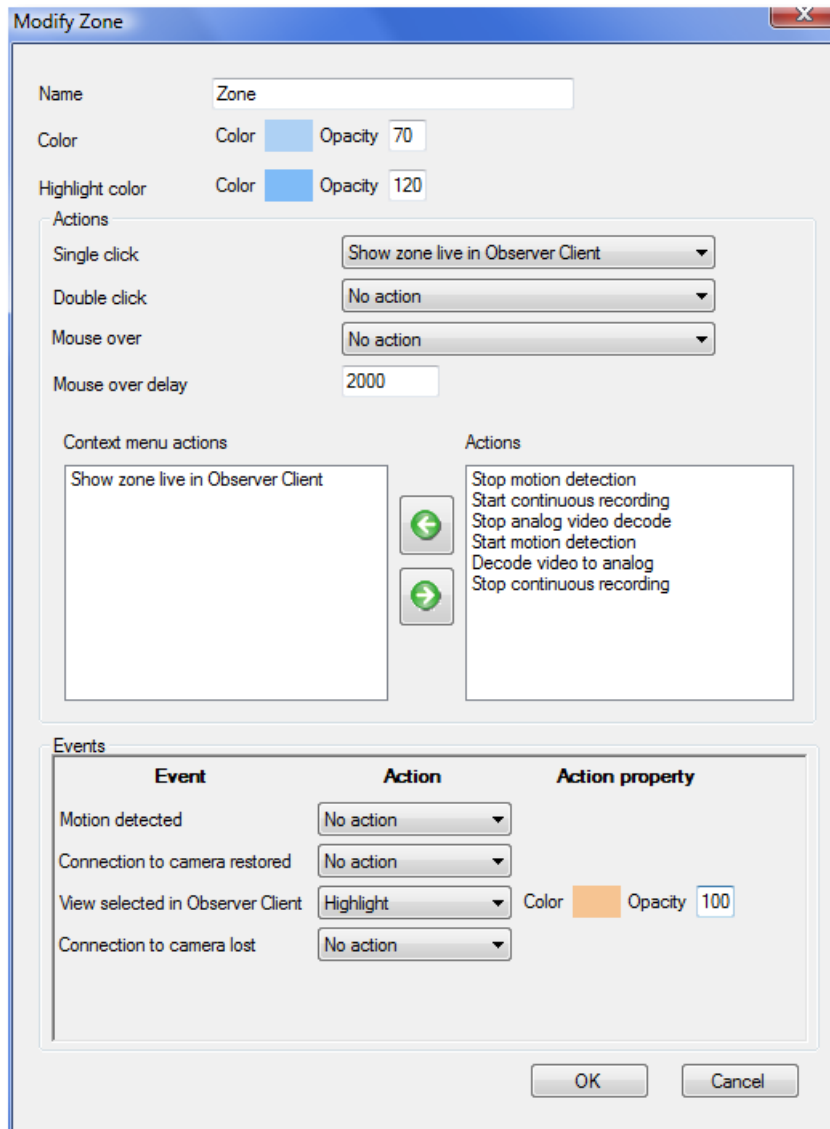 Modify Zone
Name Zone
Color Color Opacity 70
Highlight color Color Opacity 120
Actions
Single click Show zone live in Observer Client
Double click No action
Mouse over No action
Mouse over delay 2000
Context menu actions
Show zone live in Observer Client
Actions
Stop motion detection
Start continuous recording
Stop analog video decode
Start motion detection
Decode video to analog
Stop continuous recording
Events
Event Action Action property
Motion detected No action
Connection to camera restored No action
View selected in Observer Client Highlight Color Opacity 100
Connection to camera lost No action
OK Cancel